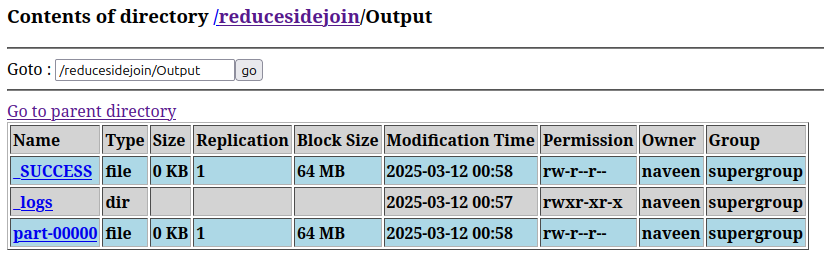 Contents of directory /reducesidejoin/Output
Goto : /reducesidejoin/Output go
Go to parent directory
Name Type Size Replication Block Size Modification Time Permission Owner Group
_SUCCESS file 0 KB 1 64 MB 2025-03-12 00:58 rw-r--r-- naveen supergroup
_logs dir 2025-03-12 00:57 rwxr-xr-x naveen supergroup
part-00000 file 0 KB 1 64 MB 2025-03-12 00:58 rw-r--r-- naveen supergroup